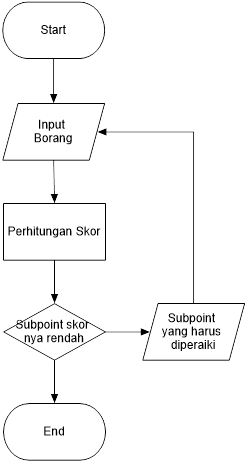 Start
Input
Borang
Perhitungan Skor
Subpoint skor
nya rendah
Subpoint
yang harus
diperaiki
End